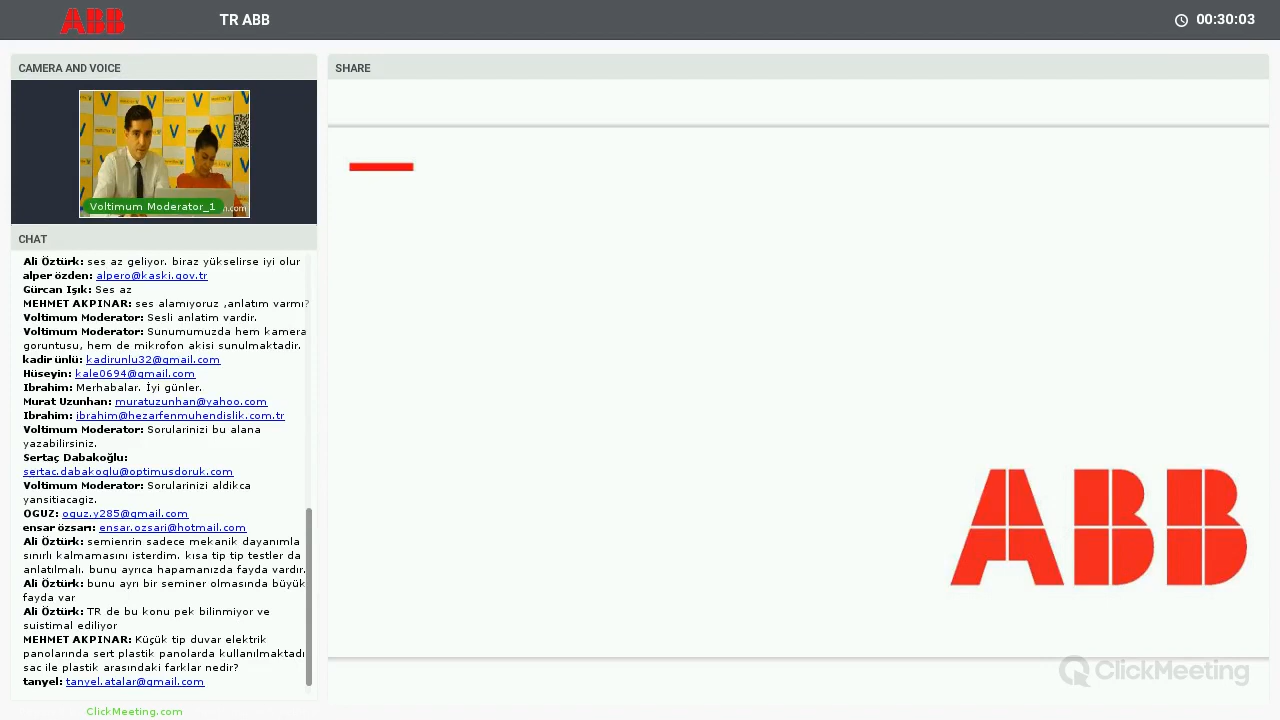 ABB
TR ABB
00:30:03
CAMERA AND VOICE
SHARE
V
V
V
V
Voltimum Moderator_1
CHAT
Ali Öztürk: ses az geliyor. biraz yükselirse iyi olur
alper özden: alpero@kaski.gov.tr
Gürcan Işık: Ses az
MEHMET AKPINAR: ses alamıyoruz ,anlatım varmı?
Voltimum Moderator: Sesli anlatim vardir.
Voltimum Moderator: Sunumumuzda hem kamera
goruntusu, hem de mikrofon akisi sunulmaktadir.
kadir ünlü: kadirunlu32@gmail.com
Hüseyin: kale0694@gmail.com
Ibrahim: Merhabalar. İyi günler.
Murat Uzunhan: muratuzunhan@yahoo.com
Ibrahim: ibrahim@hezarfenmuhendislik.com.tr
Voltimum Moderator: Sorularinizi bu alana
yazabilirsiniz.
Sertaç Dabakoğlu:
sertac.dabakoglu@optimusdoruk.com
Voltimum Moderator: Sorularinizi aldikca
yansitiacagiz.
OGUZ: oguz.y285@gmail.com
ensar özsarı: ensar.ozsari@hotmail.com
Ali Öztürk: semienrin sadece mekanik dayanımla
sınırlı kalmamasını isterdim. kısa tip tip testler da
anlatılmalı. bunu ayrıca hapamanızda fayda vardır.
Ali Öztürk: bunu ayrı bir seminer olmasında büyük
fayda var
Ali Öztürk: TR de bu konu pek bilinmiyor ve
suistimal ediliyor
MEHMET AKPINAR: Küçük tip duvar elektrik
panolarında sert plastik panolarda kullanılmaktadı
sac ile plastik arasındaki farklar nedir?
tanyel: tanyel.atalar@gmail.com
ABB
ClickMeeting
ClickMeeting.com